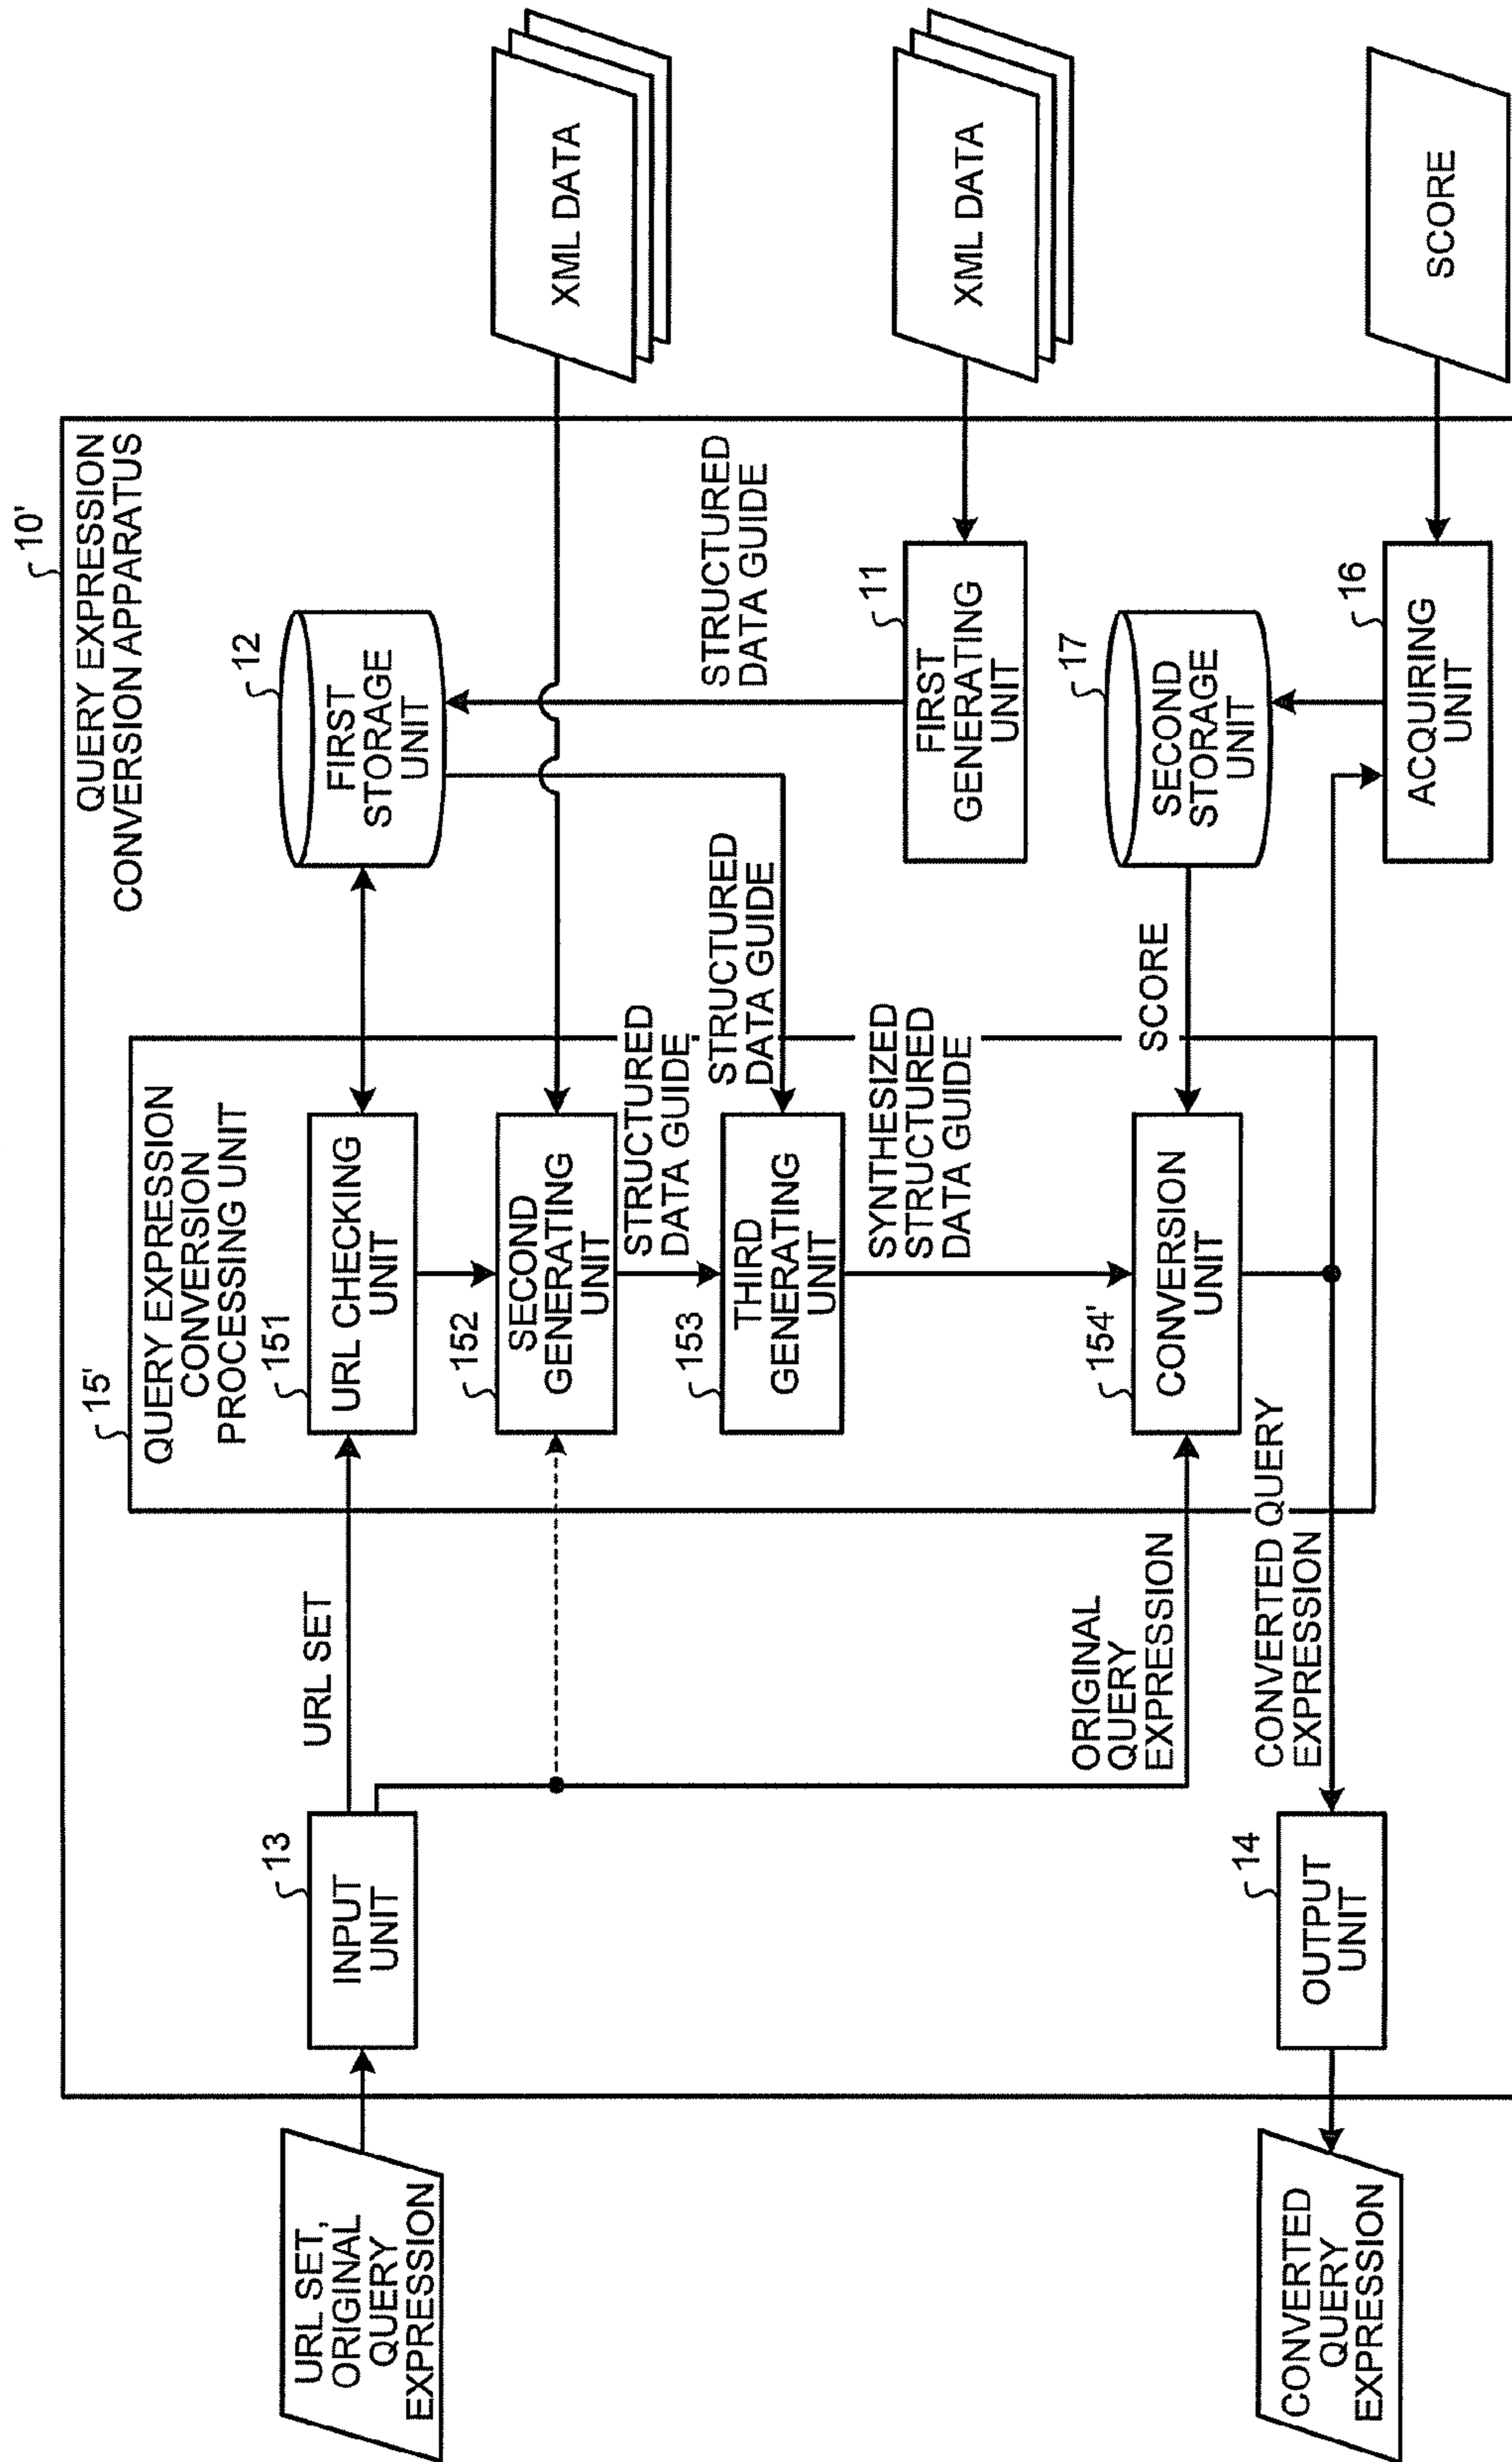 10'
QUERY EXPRESSION
CONVERSION APPARATUS
15'
QUERY EXPRESSION
CONVERSION
PROCESSING UNIT
URL SET,
ORIGINAL
QUERY
EXPRESSION
13
INPUT
UNIT
URL SET
151
URL CHECKING
UNIT
12
FIRST
STORAGE
UNIT
XML DATA
152
SECOND
GENERATING
UNIT
STRUCTURED
DATA GUIDE
STRUCTURED
DATA GUIDE
STRUCTURED
DATA GUIDE
153
THIRD
GENERATING
UNIT
11
FIRST
GENERATING
UNIT
XML DATA
SYNTHESIZED
STRUCTURED
DATA GUIDE
ORIGINAL
QUERY
EXPRESSION
154'
CONVERSION
UNIT
SCORE
17
SECOND
STORAGE
UNIT
CONVERTED QUERY
EXPRESSION
16
ACQUIRING
UNIT
SCORE
14
OUTPUT
UNIT
CONVERTED
QUERY
EXPRESSION